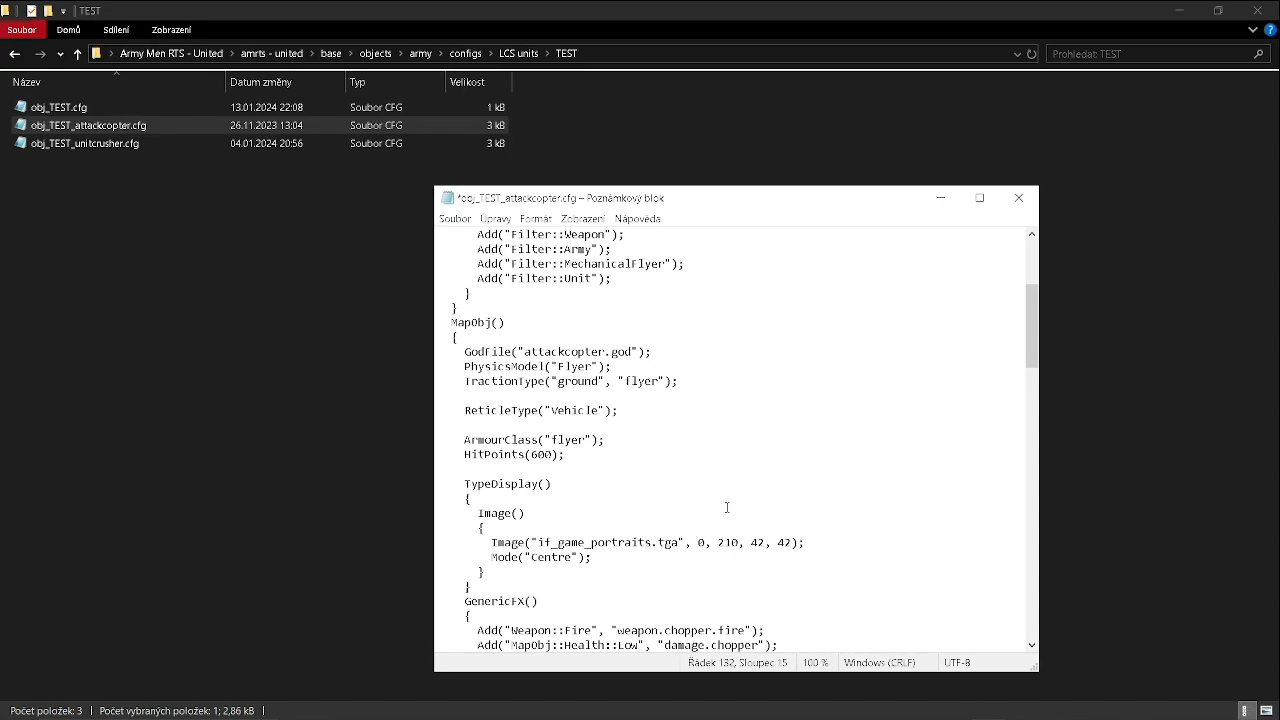 TEST
Soubor Domů Sdílení Zobrazení
Army Men RTS - United › amrts - united › base › objects › army › configs › LCS units › TEST
Prohledat: TEST
Název Datum změny Typ Velikost
obj_TEST.cfg 13.01.2024 22:08 Soubor CFG 1 kB
obj_TEST_attackcopter.cfg 26.11.2023 13:04 Soubor CFG 3 kB
obj_TEST_unitcrusher.cfg 04.01.2024 20:56 Soubor CFG 3 kB
*obj_TEST_attackcopter.cfg – Poznámkový blok
Soubor Úpravy Formát Zobrazení Nápověda
Add("Filter::Weapon");
Add("Filter::Army");
Add("Filter::MechanicalFlyer");
Add("Filter::Unit");
}
}
MapObj()
{
GodFile("attackcopter.god");
PhysicsModel("Flyer");
TractionType("ground", "flyer");
ReticleType("Vehicle");
ArmourClass("flyer");
HitPoints(600);
TypeDisplay()
{
Image()
{
Image("if_game_portraits.tga", 0, 210, 42, 42);
Mode("Centre");
}
}
GenericFX()
{
Add("Weapon::Fire", "weapon.chopper.fire");
Add("MapObj::Health::Low", "damage.chopper");
Řádek 132, Sloupec 15 100 % Windows (CRLF) UTF-8
Počet položek: 3 Počet vybraných položek: 1; 2,86 kB